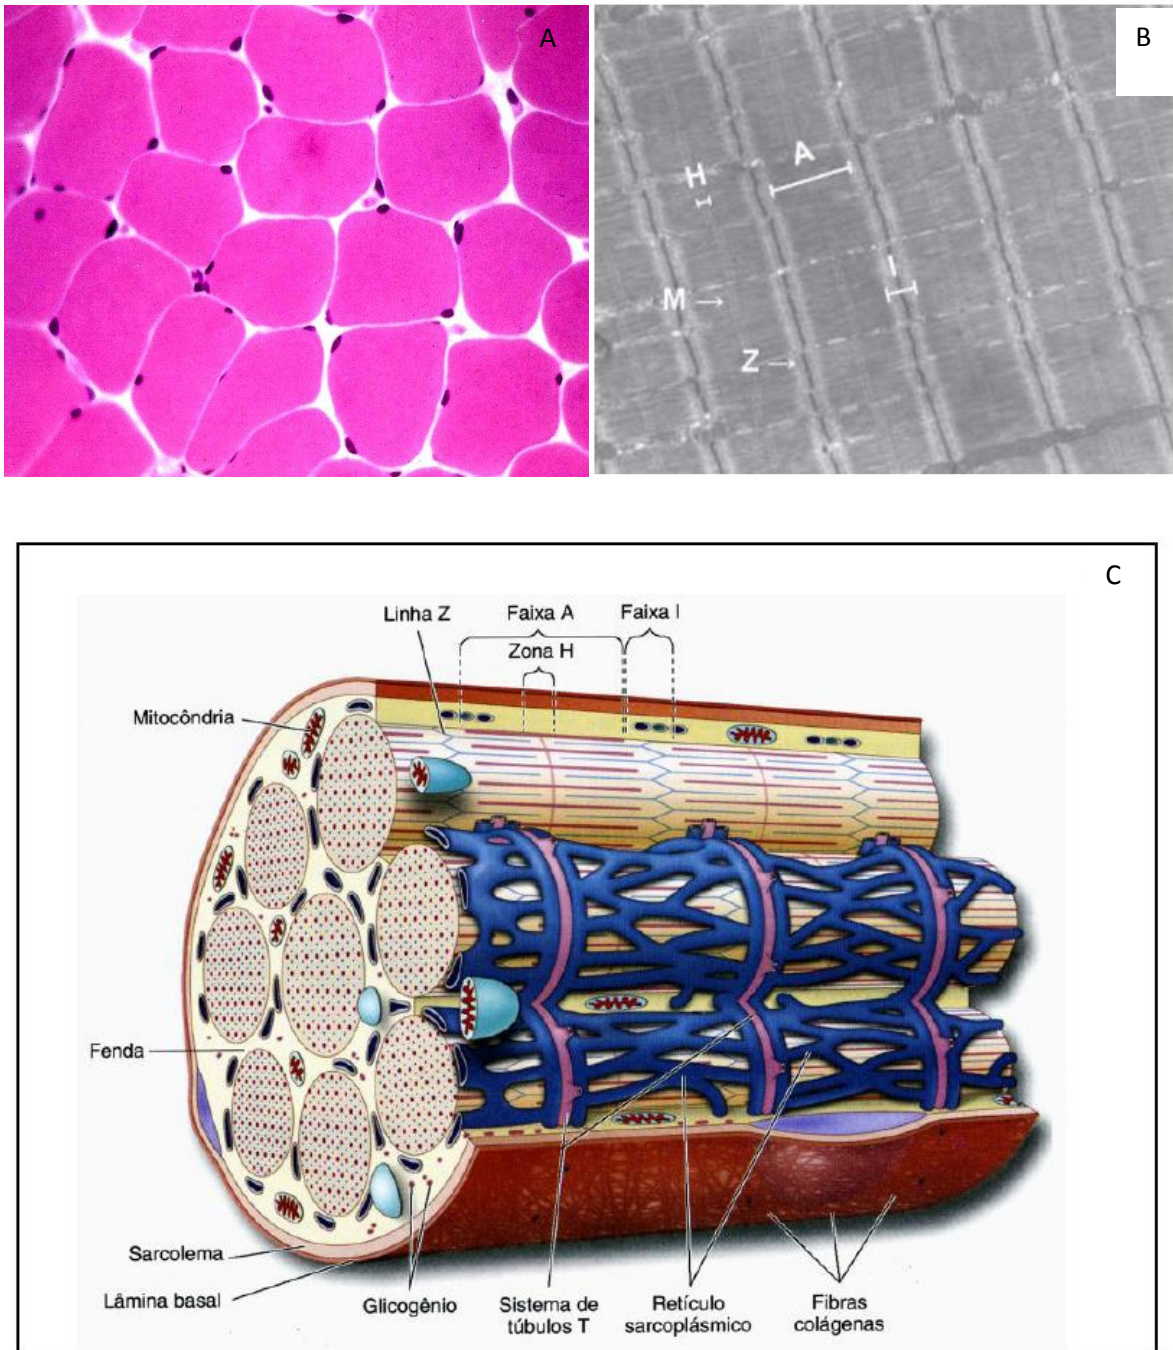 A
B
A
H
I
M →
Z →
C
Linha Z
Faixa A
Faixa I
Zona H
Mitocôndria
Fenda
Sarcolema
Lâmina basal
Glicogênio
Sistema de
túbulos T
Retículo
sarcoplásmico
Fibras
colágenas